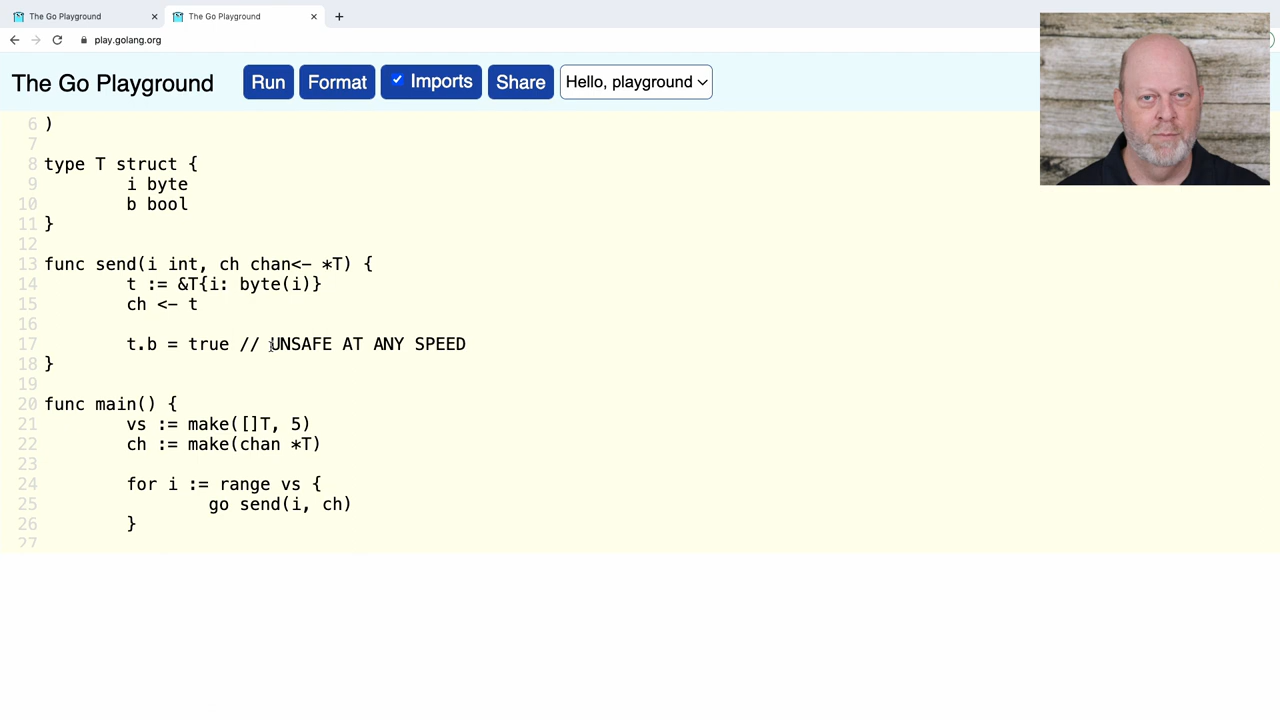 The Go Playground
The Go Playground
play.golang.org
The Go Playground Run Format Imports Share Hello, playground
6 )
7
8 type T struct {
9 i byte
10 b bool
11 }
12
13 func send(i int, ch chan<- *T) {
14 t := &T{i: byte(i)}
15 ch <- t
16
17 t.b = true // UNSAFE AT ANY SPEED
18 }
19
20 func main() {
21 vs := make([]T, 5)
22 ch := make(chan *T)
23
24 for i := range vs {
25 go send(i, ch)
26 }
27